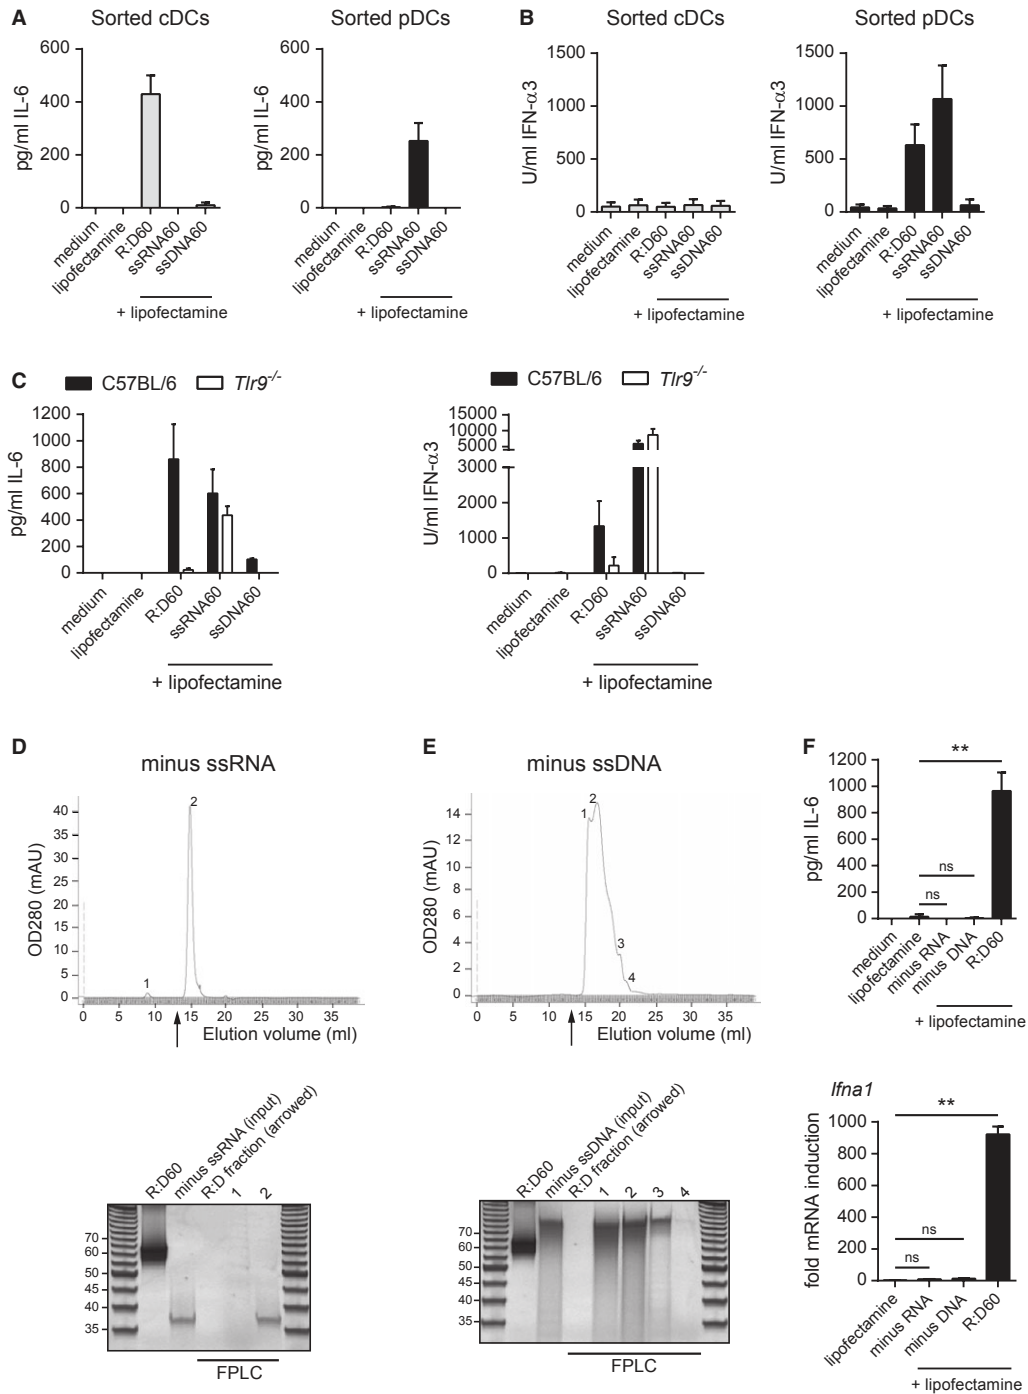 A
Sorted cDCs
Sorted pDCs
pg/ml IL-6
600
400
200
0
medium
lipofectamine
R:D60
ssRNA60
ssDNA60
+ lipofectamine
pg/ml IL-6
600
400
200
0
medium
lipofectamine
R:D60
ssRNA60
ssDNA60
+ lipofectamine
B
Sorted cDCs
Sorted pDCs
U/ml IFN-α3
1500
1000
500
0
medium
lipofectamine
R:D60
ssRNA60
ssDNA60
+ lipofectamine
U/ml IFN-α3
1500
1000
500
0
medium
lipofectamine
R:D60
ssRNA60
ssDNA60
+ lipofectamine
C
C57BL/6 Tlr9-/-
pg/ml IL-6
1200
1000
800
600
400
200
0
medium
lipofectamine
R:D60
ssRNA60
ssDNA60
+ lipofectamine
C57BL/6 Tlr9-/-
U/ml IFN-α3
15000
10000
5000
3000
2000
1000
0
medium
lipofectamine
R:D60
ssRNA60
ssDNA60
+ lipofectamine
D
minus ssRNA
OD280 (mAU)
40
35
30
25
20
15
10
5
0
1
2
0 5 10 15 20 25 30 35
Elution volume (ml)
R:D60
minus ssRNA (input)
R:D fraction (arrowed)
1
2
70
60
50
45
40
35
FPLC
E
minus ssDNA
OD280 (mAU)
14
12
10
8
6
4
2
0
1
2
3
4
0 5 10 15 20 25 30 35
Elution volume (ml)
R:D60
minus ssDNA (input)
R:D fraction (arrowed)
1
2
3
4
70
60
50
45
40
35
FPLC
F
pg/ml IL-6
1200
1000
800
600
400
200
0
**
ns
ns
medium
lipofectamine
minus RNA
minus DNA
R:D60
+ lipofectamine
Ifna1
fold mRNA induction
1000
800
600
400
200
0
**
ns
ns
lipofectamine
minus RNA
minus DNA
R:D60
+ lipofectamine